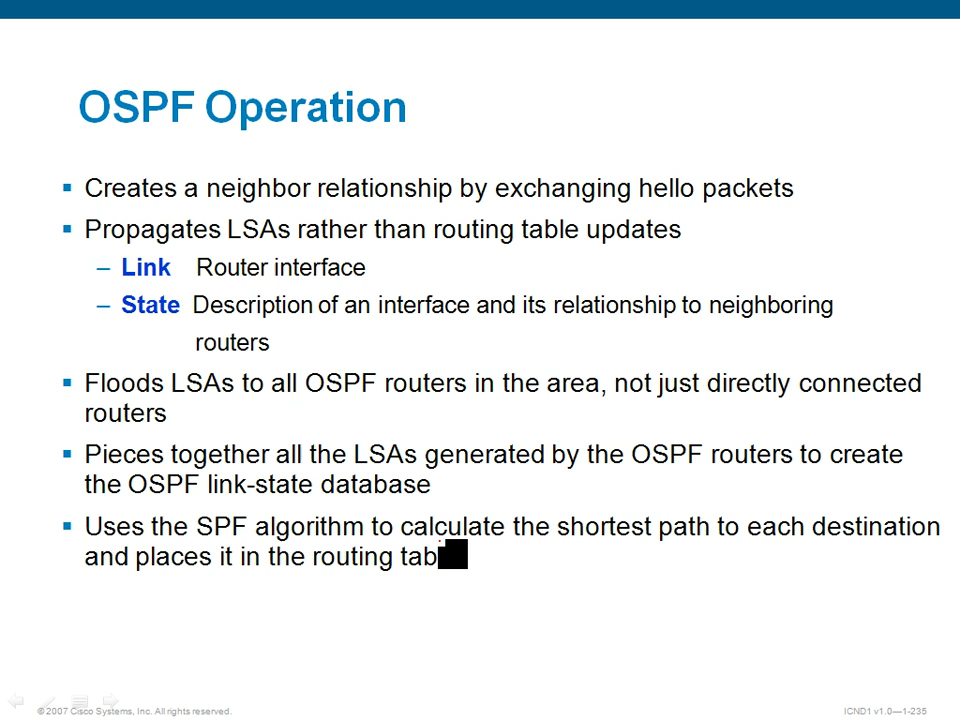 OSPF Operation
Creates a neighbor relationship by exchanging hello packets
Propagates LSAs rather than routing table updates
– Link Router interface
– State Description of an interface and its relationship to neighboring
routers
Floods LSAs to all OSPF routers in the area, not just directly connected
routers
Pieces together all the LSAs generated by the OSPF routers to create
the OSPF link-state database
Uses the SPF algorithm to calculate the shortest path to each destination
and places it in the routing tab
© 2007 Cisco Systems, Inc. All rights reserved.
ICND1 v1.0—1-235